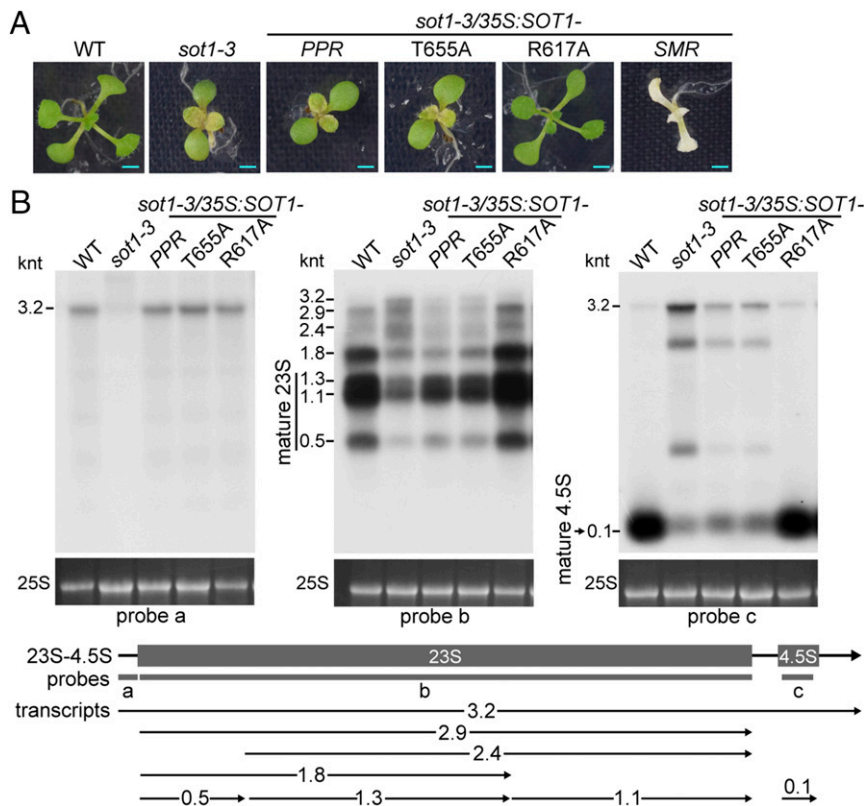 A
sot1-3/35S:SOT1-
WT sot1-3 PPR T655A R617A SMR
B
sot1-3/35S:SOT1-
knt WT sot1-3 PPR T655A R617A
3.2
25S
probe a
sot1-3/35S:SOT1-
knt WT sot1-3 PPR T655A R617A
3.2
2.9
2.4
1.8
mature 23S
1.3
1.1
0.5
25S
probe b
sot1-3/35S:SOT1-
knt WT sot1-3 PPR T655A R617A
3.2
mature 4.5S
0.1
25S
probe c
23S-4.5S 23S 4.5S
probes
a b c
transcripts 3.2
2.9
2.4
1.8
0.5 1.3 1.1 0.1